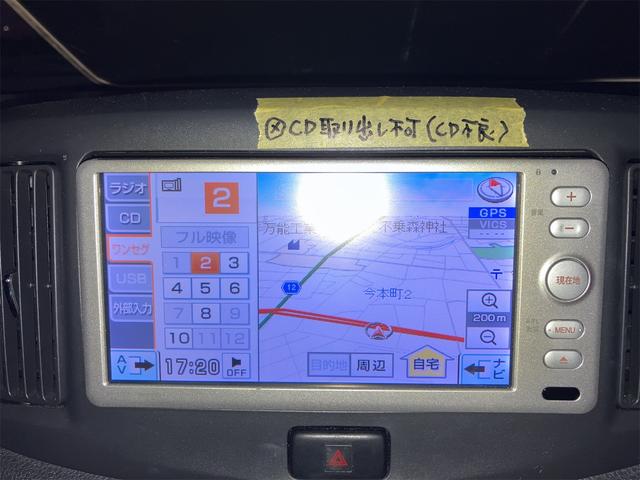 ⊗CD取り出し不可(CD不良)
ラジオ
CD
ワンセグ
USB
外部入力
AV
2
フル映像
1 2 3
4 5 6
7 8 9
10 11 12
17:20
OFF
万能工業
不乗森神社
12
今本町2
目的地
周辺
自宅
GPS
VICS
--:--
200m
ナビ
+
音量
−
現在地
MENU